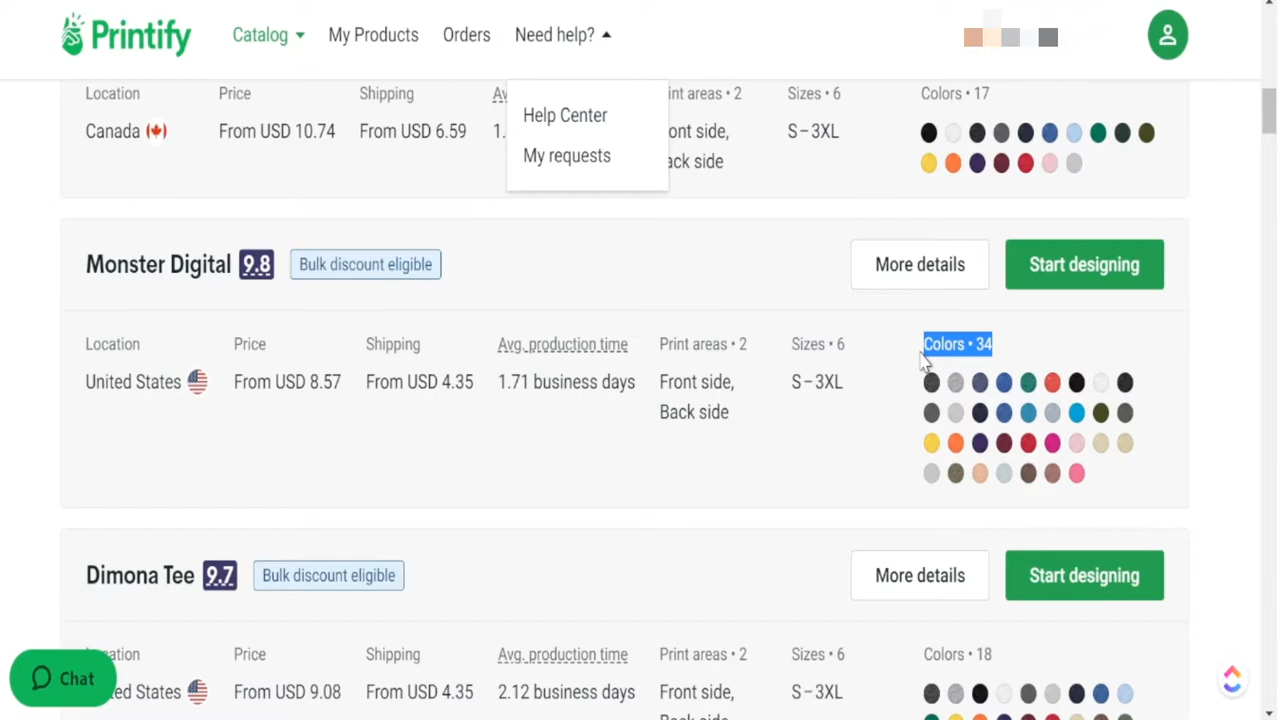 Printify
Catalog
My Products
Orders
Need help?
Help Center
My requests
Location Price Shipping Av int areas • 2 Sizes • 6 Colors • 17
Canada From USD 10.74 From USD 6.59 1. ont side, S–3XL
ack side
Monster Digital 9.8 Bulk discount eligible More details Start designing
Location Price Shipping Avg. production time Print areas • 2 Sizes • 6 Colors • 34
United States From USD 8.57 From USD 4.35 1.71 business days Front side, S–3XL
Back side
Dimona Tee 9.7 Bulk discount eligible More details Start designing
ocation Price Shipping Avg. production time Print areas • 2 Sizes • 6 Colors • 18
ed States From USD 9.08 From USD 4.35 2.12 business days Front side, S–3XL
Chat